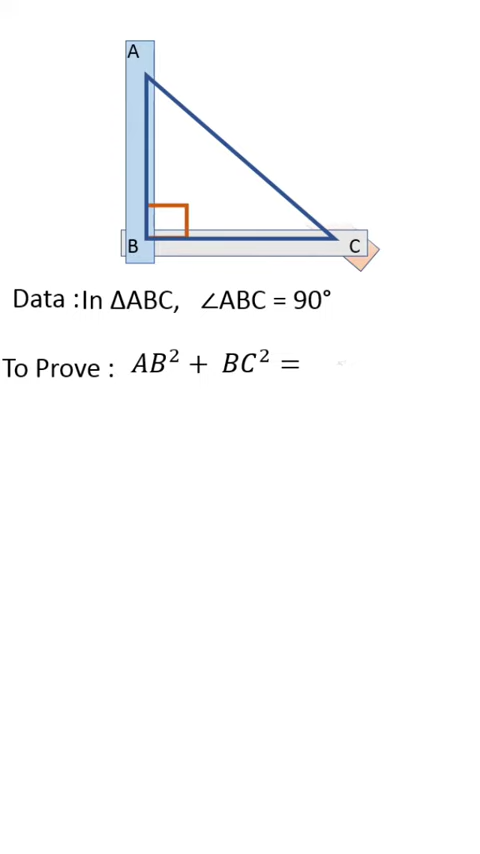 A
B
C
Data : In ΔABC, ∠ABC = 90°
To Prove : AB² + BC² =